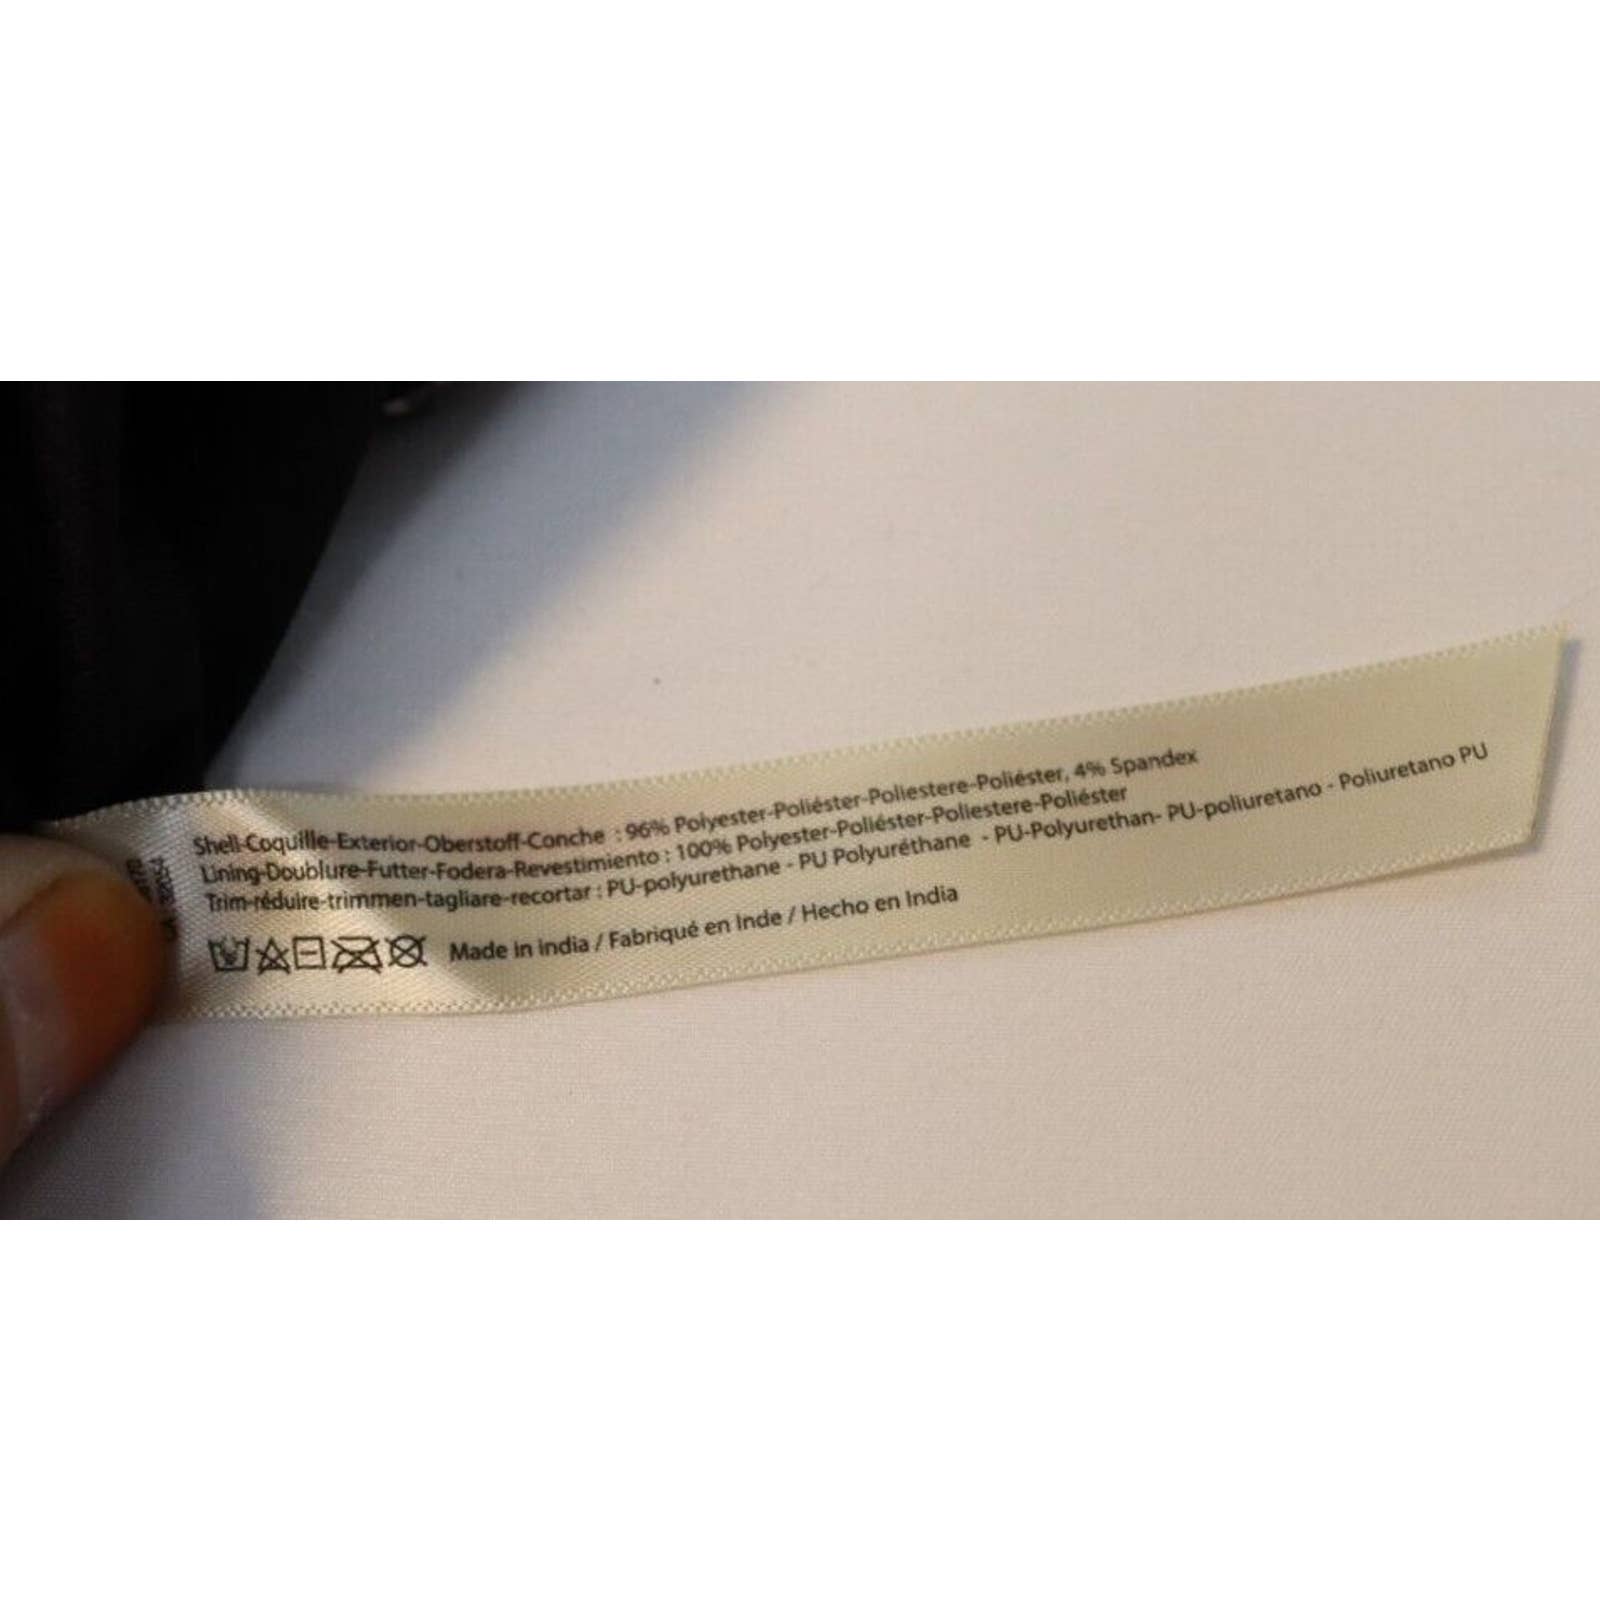 Shell-Coquille-Exterior-Oberstoff-Conche : 96% Polyester-Poliéster-Poliestere-Poliéster, 4% Spandex
Lining-Doublure-Futter-Fodera-Revestimiento : 100% Polyester-Poliéster-Poliestere-Poliéster
Trim-réduire-trimmen-tagliare-recortar : PU-polyurethane - PU Polyuréthane - PU-Polyurethan- PU-poliuretano - Poliuretano PU
Made in india / Fabriqué en Inde / Hecho en India